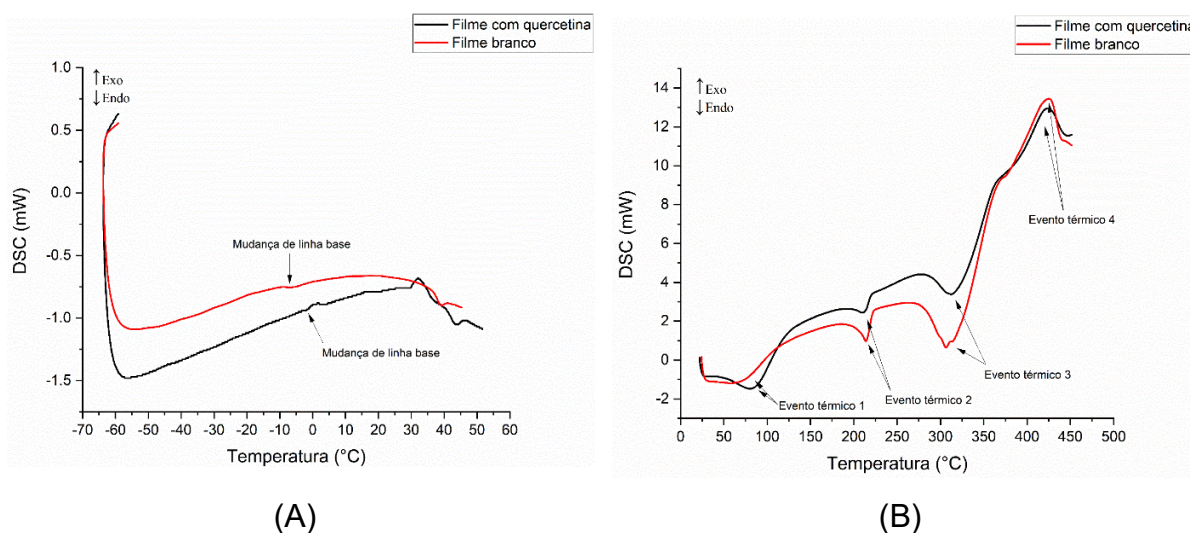 Filme com quercetina
Filme branco
1.0
0.5
0.0
-0.5
-1.0
-1.5
DSC (mW)
↑Exo
↓Endo
Mudança de linha base
Mudança de linha base
-70 -60 -50 -40 -30 -20 -10 0 10 20 30 40 50 60
Temperatura (°C)
(A)
Filme com quercetina
Filme branco
14
12
10
8
6
4
2
0
-2
DSC (mW)
↑Exo
↓Endo
Evento térmico 4
Evento térmico 3
Evento térmico 1
Evento térmico 2
0 50 100 150 200 250 300 350 400 450 500
Temperatura (°C)
(B)